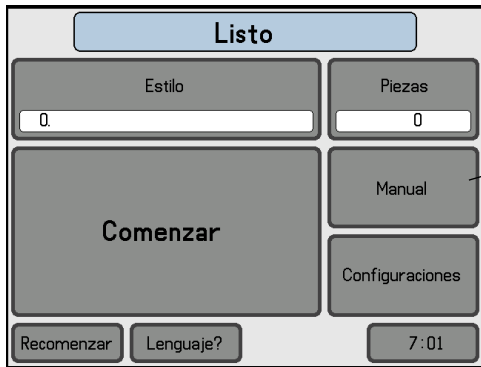 Listo
Estilo
Piezas
0.
0
Comenzar
Manual
Configuraciones
Recomenzar
Lenguaje?
7:01